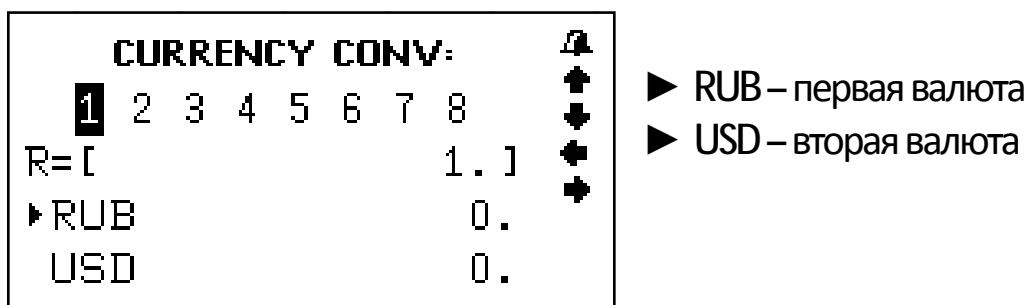 CURRENCY CONV:
1 2 3 4 5 6 7 8
R=[ 1. ]
▶RUB 0.
USD 0.
► RUB – первая валюта
► USD – вторая валюта